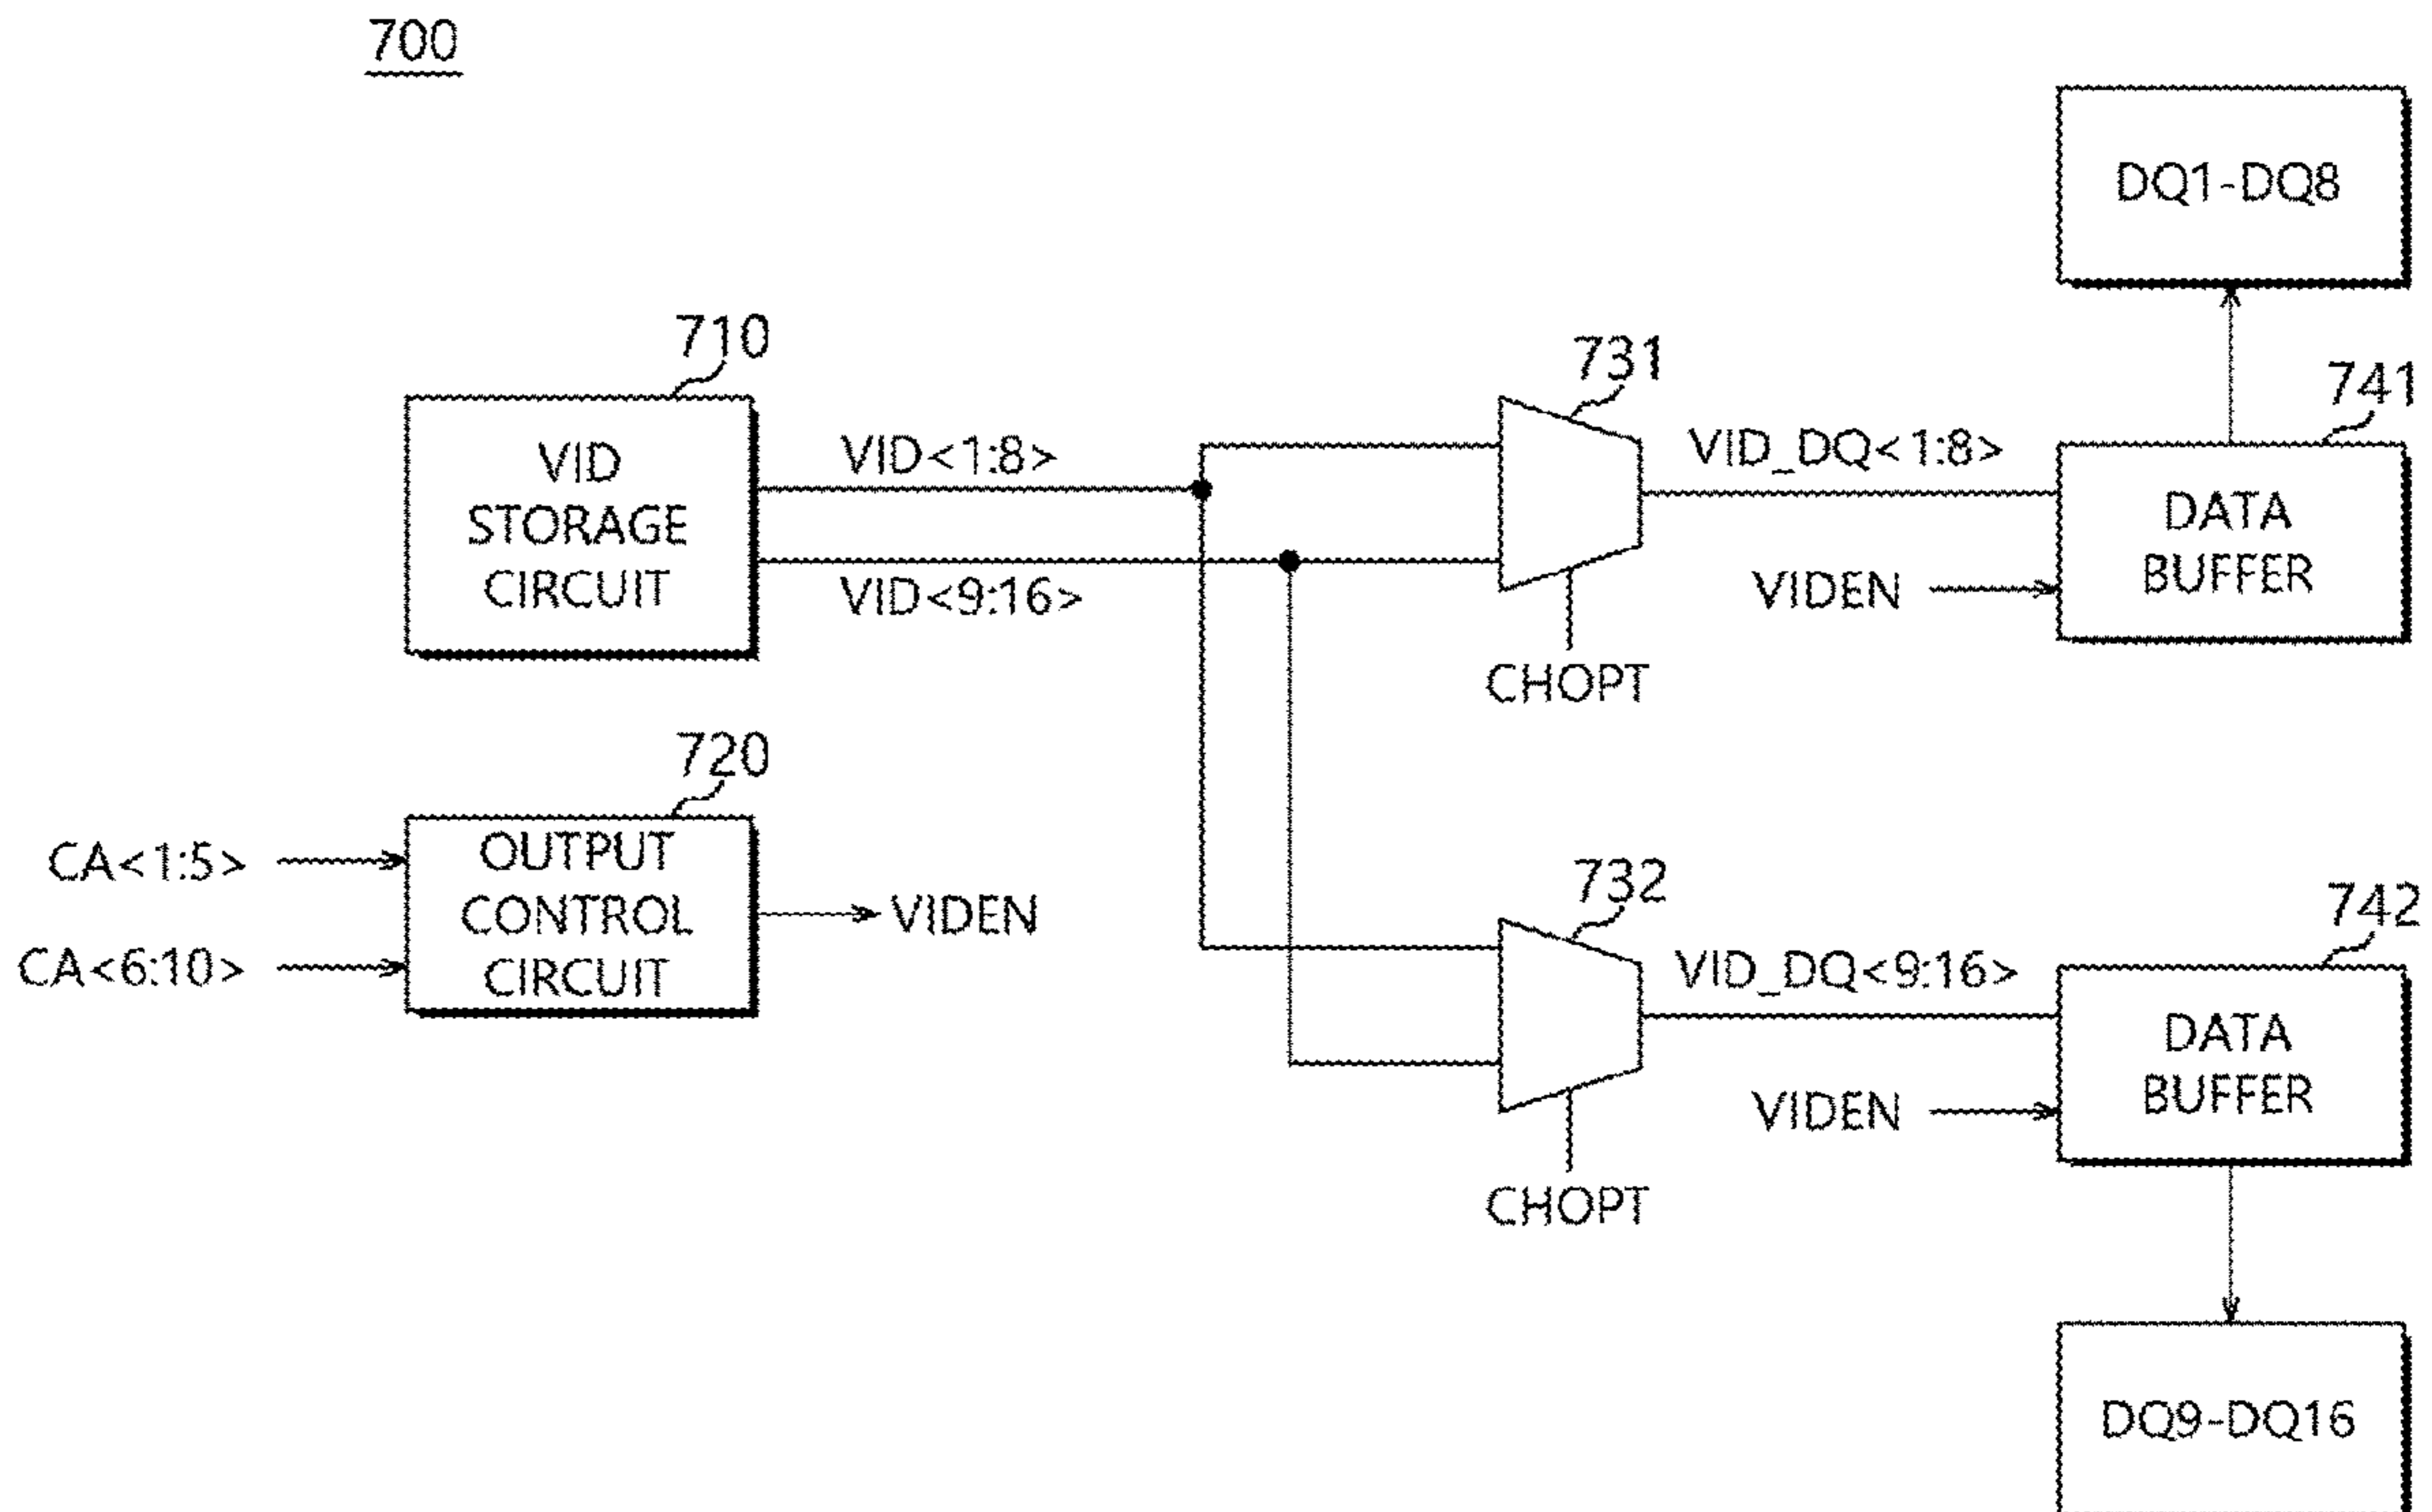 700
DQ1-DQ8
710
731
741
VID
STORAGE
CIRCUIT
VID<1:8>
VID<9:16>
VID_DQ<1:8>
VIDEN
DATA
BUFFER
CHOPT
720
CA<1:5>
CA<6:10>
OUTPUT
CONTROL
CIRCUIT
VIDEN
732
742
VID_DQ<9:16>
VIDEN
DATA
BUFFER
CHOPT
DQ9-DQ16